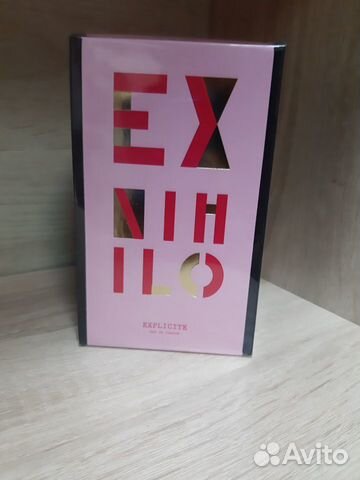 EX
NIH
ILO
EXPLICITE
EAU DE PARFUM
Avito